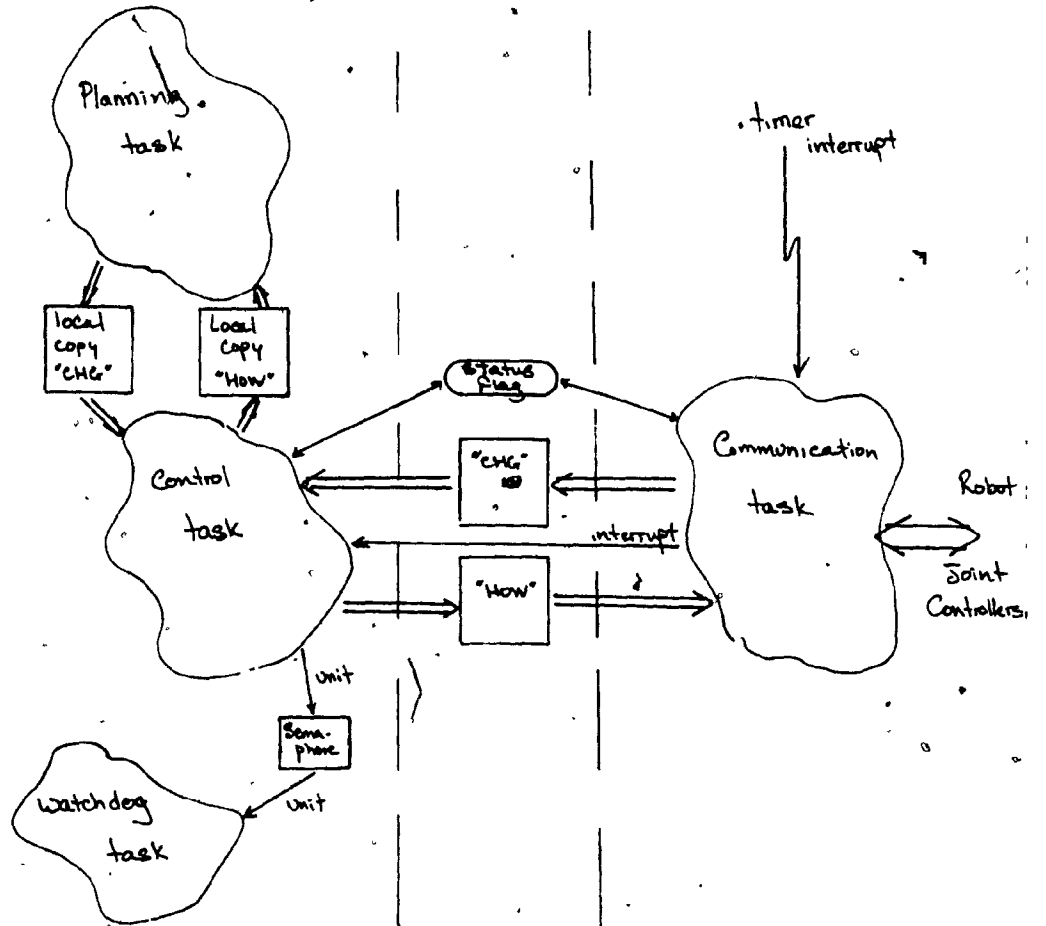 Planning
task
timer
interrupt
local
copy
"CHG"
Local
Copy
"HOW"
status
flag
Control
task
"CHG"
Communication
task
Robot
Joint
Controllers
interrupt
"HOW"
unit
Sema-
phore
unit
Watchdog
task